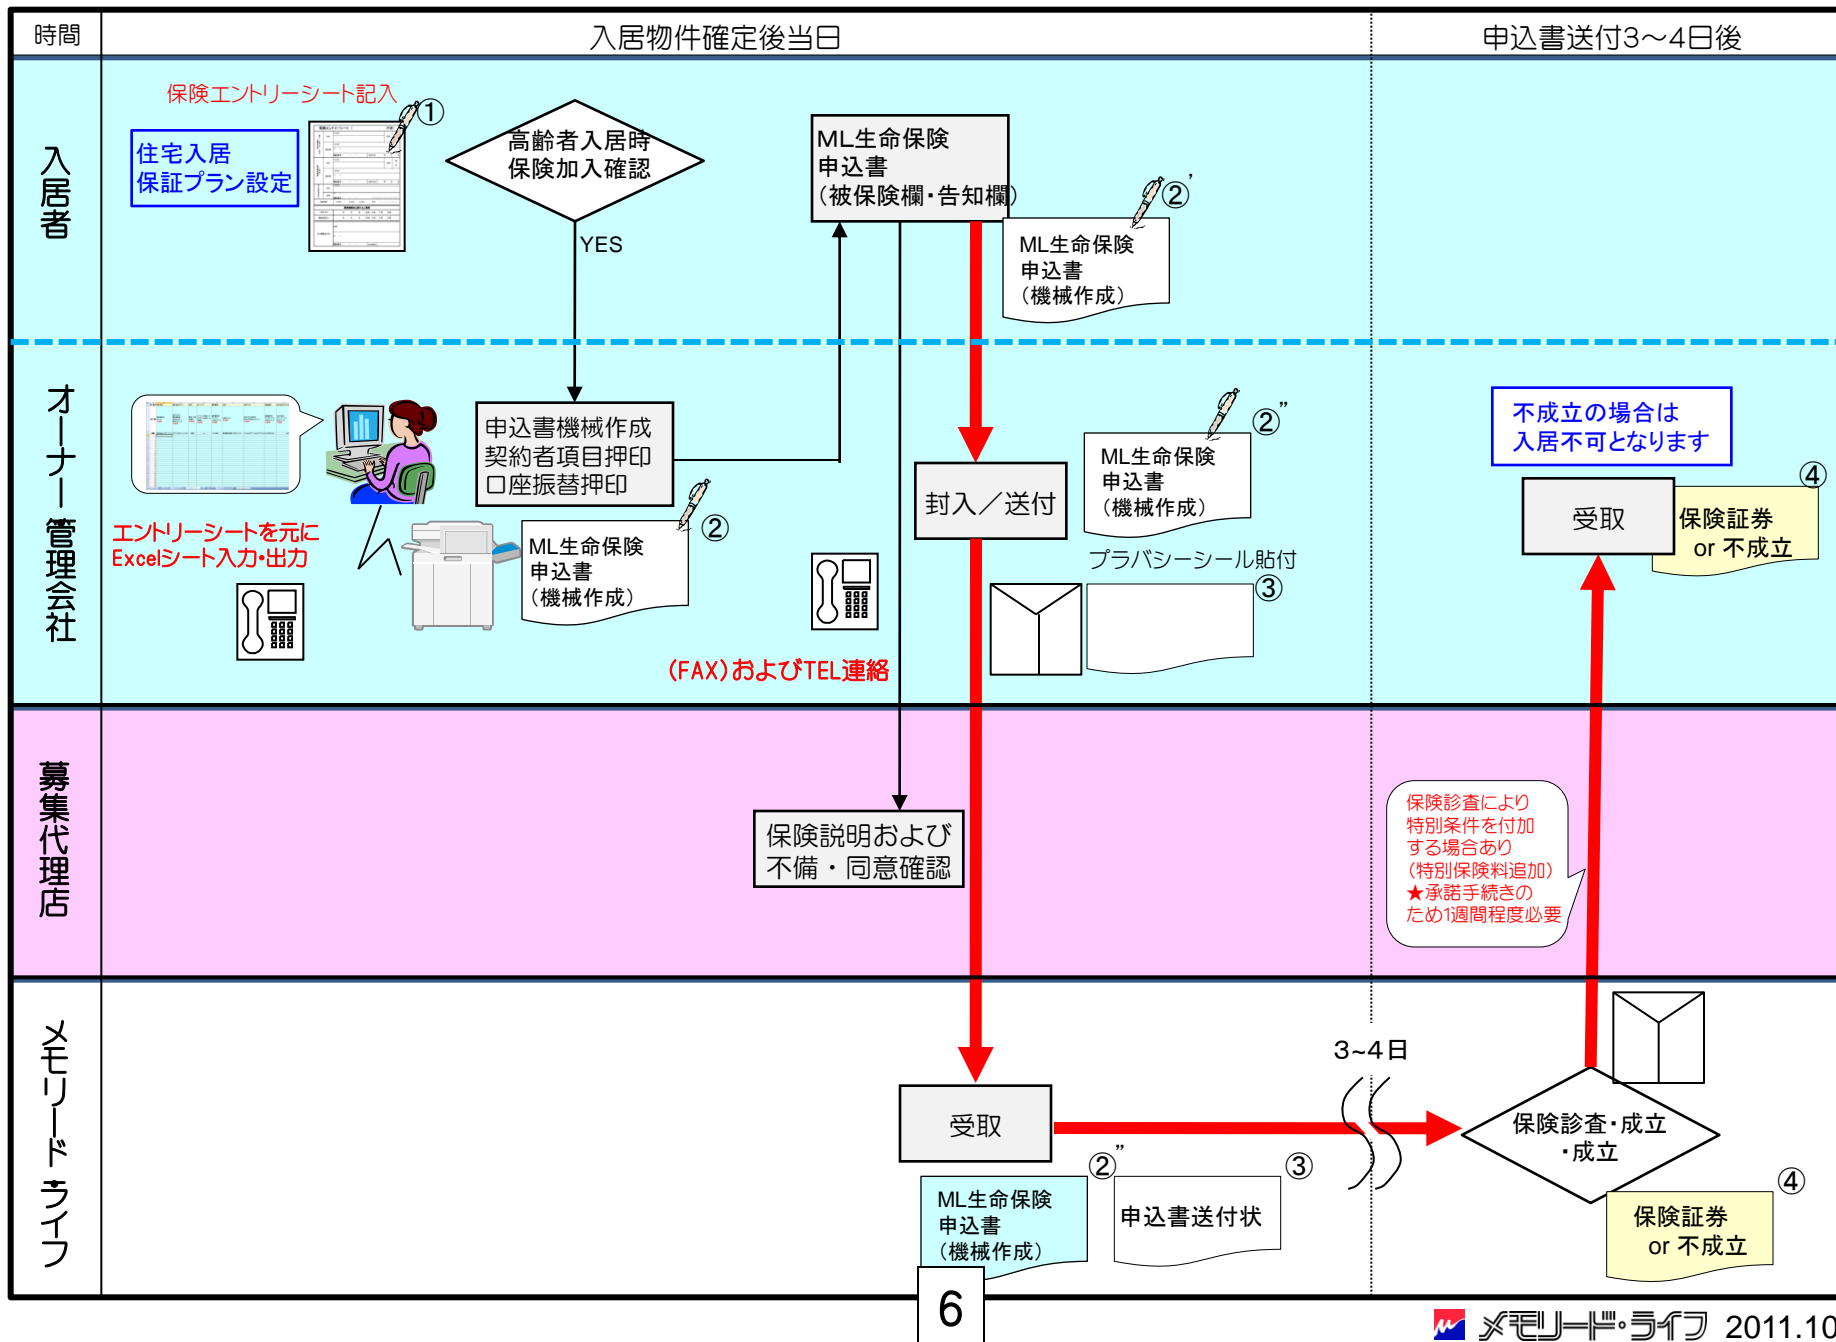 時間
入居物件確定後当日
申込書送付3～4日後
入居者
保険エントリーシート記入
①
住宅入居
保証プラン設定
高齢者入居時
保険加入確認
YES
ML生命保険
申込書
(被保険欄・告知欄)
②'
ML生命保険
申込書
(機械作成)
オーナー管理会社
エントリーシートを元に
Excelシート入力・出力
申込書機械作成
契約者項目押印
口座振替押印
②
ML生命保険
申込書
(機械作成)
(FAX)およびTEL連絡
封入／送付
②”
ML生命保険
申込書
(機械作成)
プラバシーシール貼付
③
不成立の場合は
入居不可となります
受取
④
保険証券
or 不成立
募集代理店
保険説明および
不備・同意確認
保険診査により
特別条件を付加
する場合あり
(特別保険料追加)
★承諾手続きの
ため1週間程度必要
メモリード・ライフ
受取
②”
ML生命保険
申込書
(機械作成)
③
申込書送付状
3~4日
保険診査・成立
・成立
④
保険証券
or 不成立
6
メモリード・ライフ 2011.10